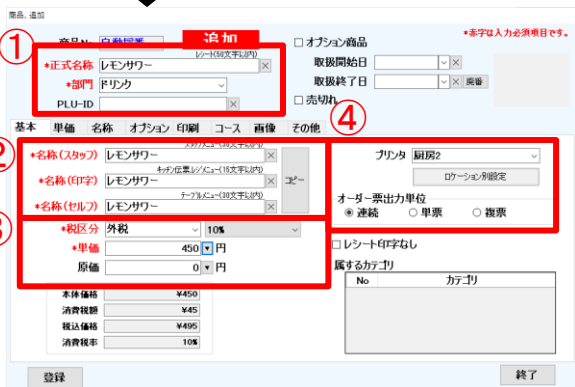 商品、追加
①
商品No 自動採番 追加
レシート(50文字以内)
*正式名称 レモンサワー
*部門 ドリンク
PLU-ID
□ オプション商品
*赤字は入力必須項目です。
取扱開始日
取扱終了日 廃番
□ 売切れ
基本 単価 名称 オプション 印刷 コース 画像 その他
②
スタッフメニュー(30文字以内)
*名称(スタッフ) レモンサワー
キッチン伝票,レジメニュー(15文字以内)
*名称(印字) レモンサワー コピー
テーブルメニュー(30文字以内)
*名称(セルフ) レモンサワー
③
*税区分 外税 10%
*単価 450 円
原価 0 円
④
プリンタ 厨房2
ロケーション別設定
オーダー票出力単位
連続 単票 複票
□ レシート印字なし
属するカテゴリ
No カテゴリ
本体価格 ¥450
消費税額 ¥45
税込価格 ¥495
消費税率 10%
登録 終了